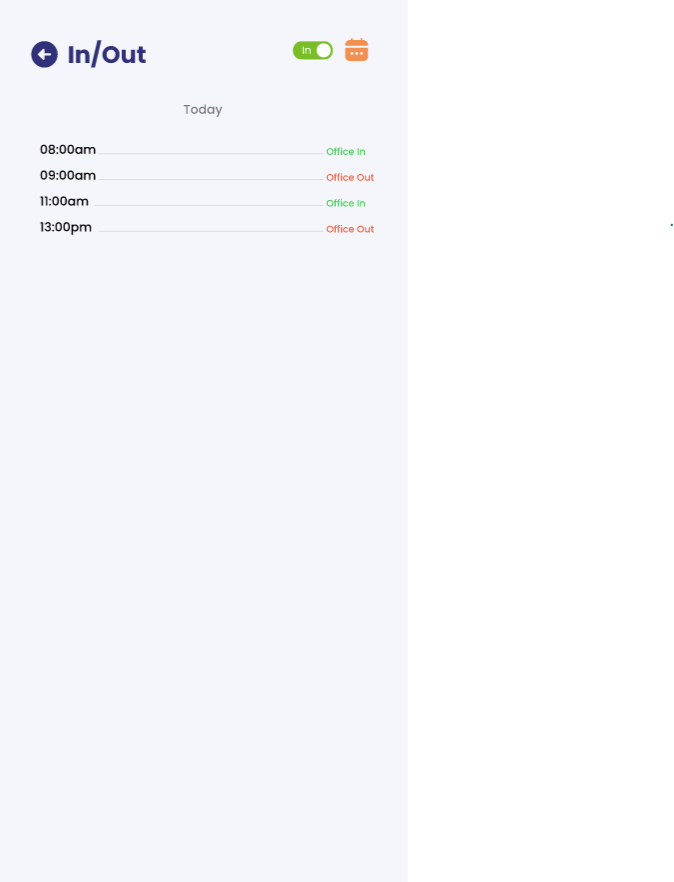 In/Out
In
Today
08:00am Office In
09:00am Office Out
11:00am Office In
13:00pm Office Out